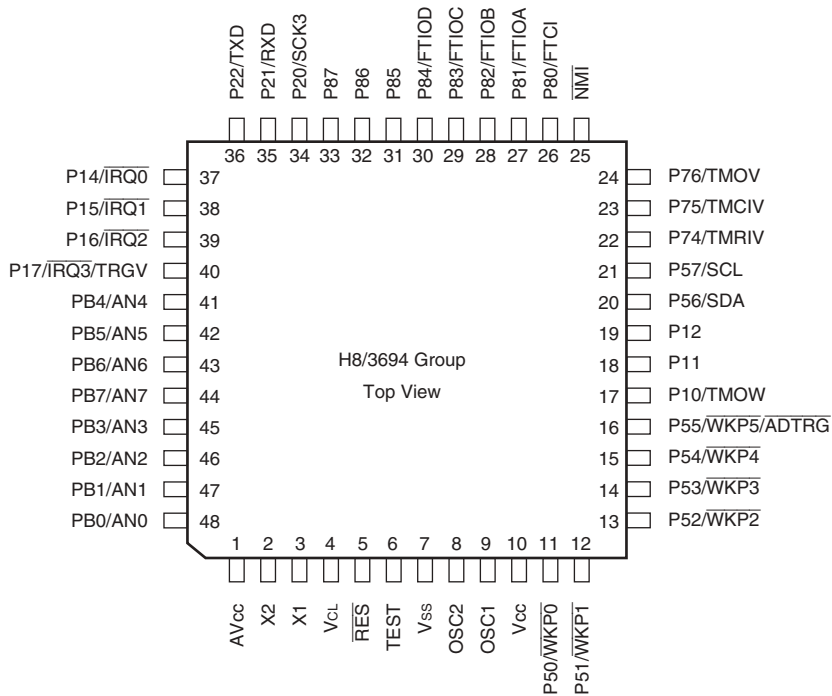 P22/TXD
P21/RXD
P20/SCK3
P87
P86
P85
P84/FTIOD
P83/FTIOC
P82/FTIOB
P81/FTIOA
P80/FTCI
NMI
36 35 34 33 32 31 30 29 28 27 26 25
P14/IRQ0 37
P15/IRQ1 38
P16/IRQ2 39
P17/IRQ3/TRGV 40
PB4/AN4 41
PB5/AN5 42
PB6/AN6 43
PB7/AN7 44
PB3/AN3 45
PB2/AN2 46
PB1/AN1 47
PB0/AN0 48
H8/3694 Group
Top View
24 P76/TMOV
23 P75/TMCIV
22 P74/TMRIV
21 P57/SCL
20 P56/SDA
19 P12
18 P11
17 P10/TMOW
16 P55/WKP5/ADTRG
15 P54/WKP4
14 P53/WKP3
13 P52/WKP2
1 2 3 4 5 6 7 8 9 10 11 12
AVcc
X2
X1
VCL
RES
TEST
Vss
OSC2
OSC1
Vcc
P50/WKP0
P51/WKP1